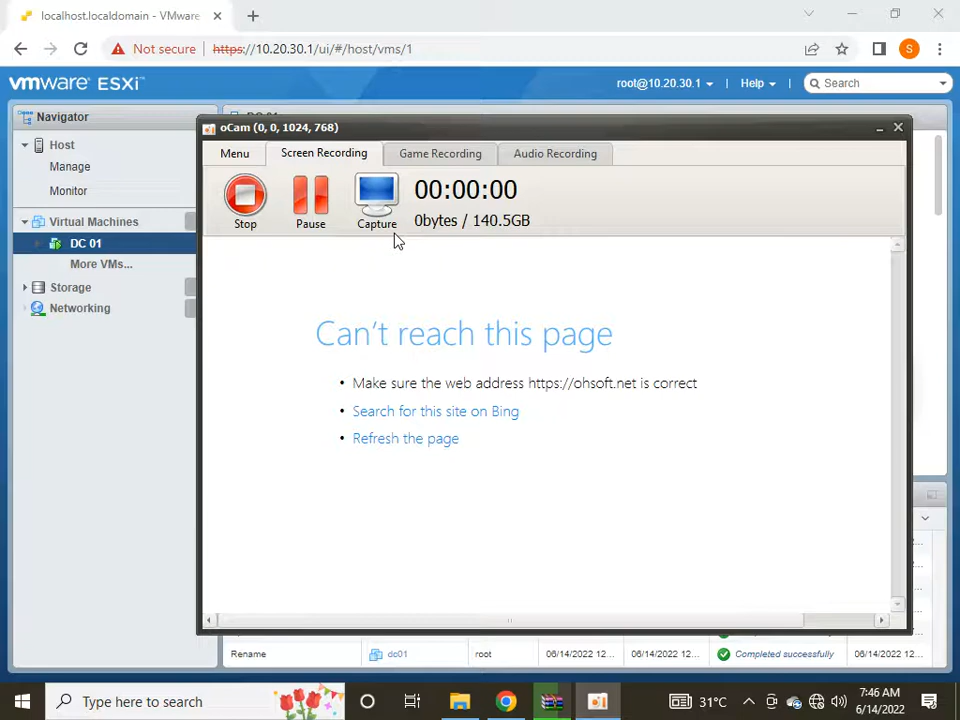 localhost.localdomain - VMware
Not secure
https://10.20.30.1/ui/#/host/vms/1
S
vmware ESXi™
root@10.20.30.1
Help
Search
Navigator
Host
Manage
Monitor
Virtual Machines
DC 01
More VMs...
Storage
Networking
oCam (0, 0, 1024, 768)
Menu
Screen Recording
Game Recording
Audio Recording
Stop
Pause
Capture
00:00:00
0bytes / 140.5GB
Can't reach this page
• Make sure the web address https://ohsoft.net is correct
• Search for this site on Bing
• Refresh the page
Rename
dc01
root
06/14/2022 12...
06/14/2022 12...
Completed successfully
06/14/2022 12...
Type here to search
31°C
7:46 AM
6/14/2022